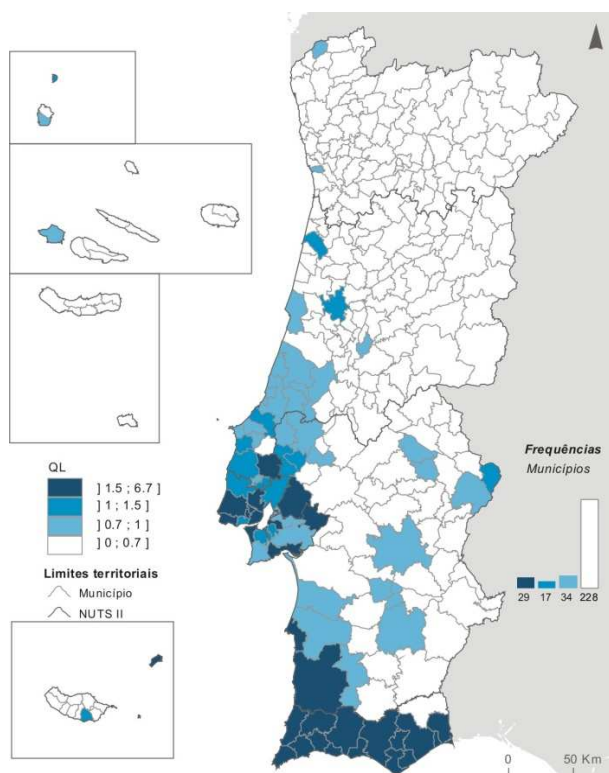 QL
] 1.5 ; 6.7 ]
] 1 ; 1.5 ]
] 0.7 ; 1 ]
[ 0 ; 0.7 ]
Limites territoriais
Município
NUTS II
Frequências
Municípios
29 17 34 228
0 50 Km